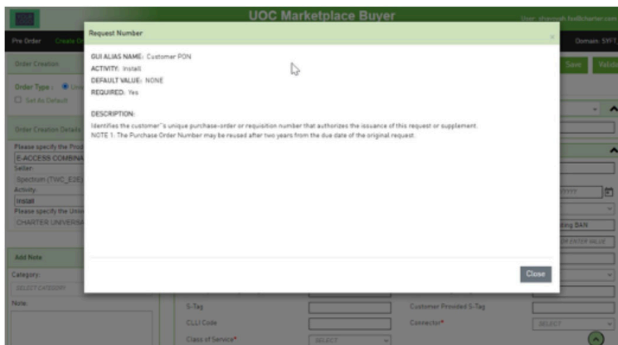 UOC Marketplace Buyer
Pre Order
Domain: SYFT
Request Number
GUI ALIAS NAME: Customer PON
ACTIVITY: Install
DEFAULT VALUE: NONE
REQUIRED: Yes
DESCRIPTION:
Identifies the customer"s unique purchase-order or requisition number that authorizes the issuance of this request or supplement.
NOTE 1: The Purchase Order Number may be reused after two years from the due date of the original request.
Close
Order Creation
Save
Order Type :
Set As Default
Order Creation Details
Please specify the
E-ACCESS
Seller:
Spectrum (TWC_E2E)
Activity:
Install
Please specify the
CHARTER
Add Note
Category:
SELECT CATEGORY
Note:
BAN
S-Tag
Customer Provided S-Tag
CLLI Code
Connector*
SELECT
Class of Service*
SELECT